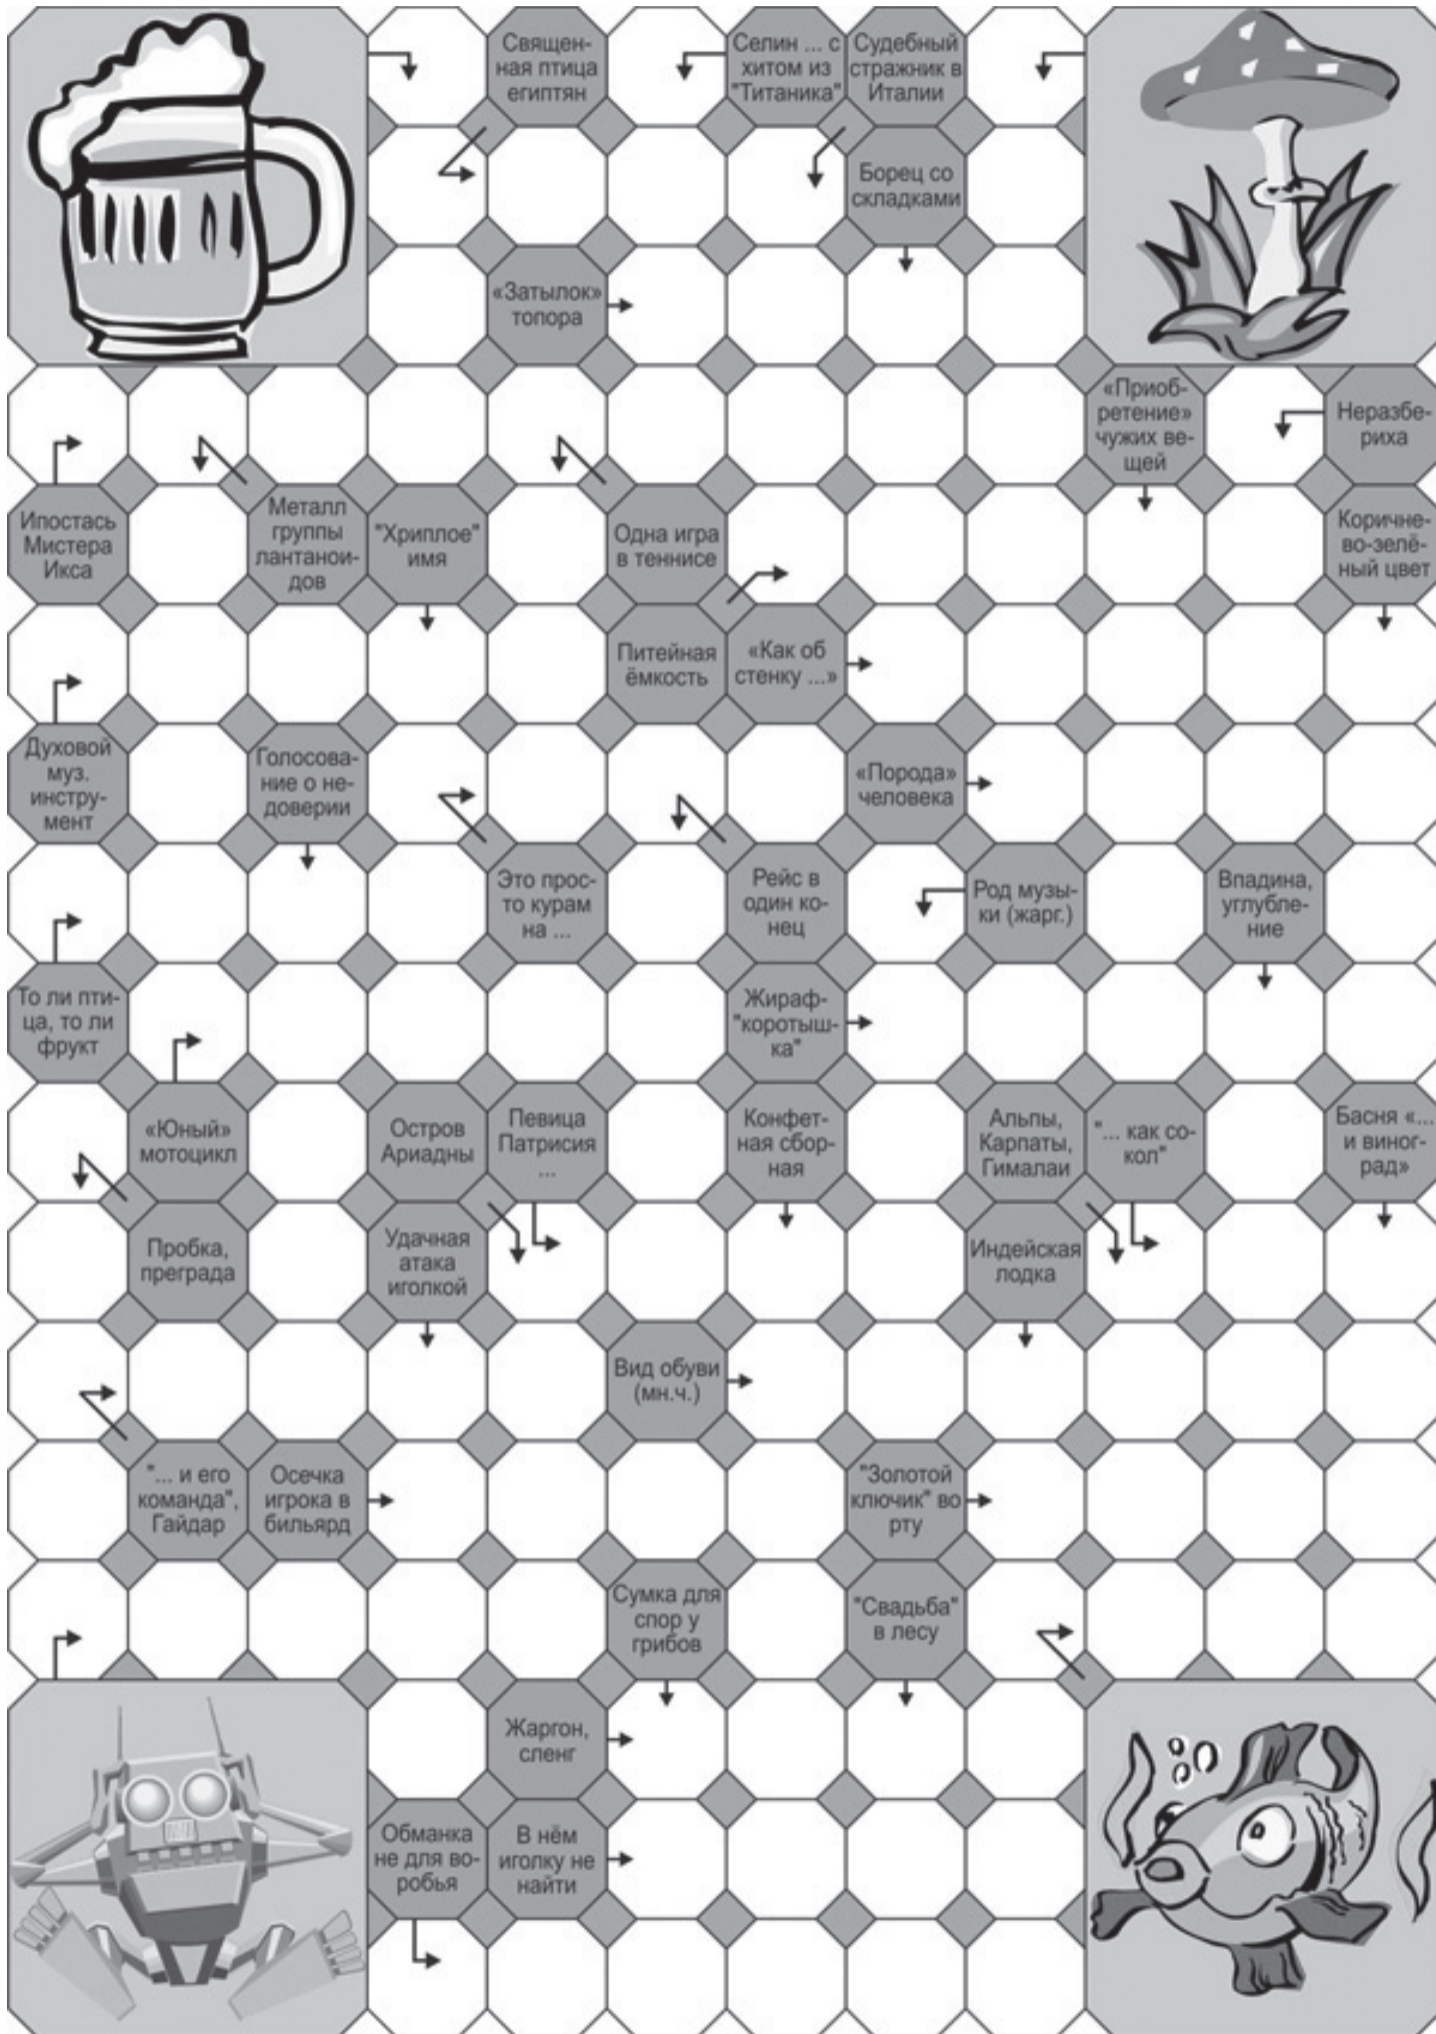 Священ-
ная птица
египтян
Селин ... с
хитом из
"Титаника"
Судебный
стражник в
Италии
Борец со
складками
«Затылок»
топора
«Приоб-
ретение»
чужих ве-
щей
Неразбе-
риха
Ипостась
Мистера
Икса
Металл
группы
лантанои-
дов
"Хриплое"
имя
Одна игра
в теннисе
Коричне-
во-зелё-
ный цвет
Питейная
ёмкость
«Как об
стенку ...»
Духовой
муз.
инстру-
мент
Голосова-
ние о не-
доверии
«Порода»
человека
Это прос-
то курам
на ...
Рейс в
один ко-
нец
Род музы-
ки (жарг.)
Впадина,
углубле-
ние
То ли пти-
ца, то ли
фрукт
Жираф-
"коротыш-
ка"
«Юный»
мотоцикл
Остров
Ариадны
Певица
Патрисия
...
Конфет-
ная сбор-
ная
Альпы,
Карпаты,
Гималаи
"... как со-
кол"
Басня «...
и виног-
рад»
Пробка,
преграда
Удачная
атака
иголкой
Индейская
лодка
Вид обуви
(мн.ч.)
"... и его
команда",
Гайдар
Осечка
игрока в
бильярд
"Золотой
ключик" во
рту
Сумка для
спор у
грибов
"Свадьба"
в лесу
Жаргон,
сленг
Обманка
не для во-
робья
В нём
иголку не
найти